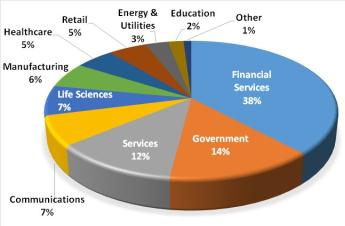 Financial
Services
38%
Government
14%
Services
12%
Communications
7%
Life Sciences
7%
Manufacturing
6%
Healthcare
5%
Retail
5%
Energy &
Utilities
3%
Education
2%
Other
1%